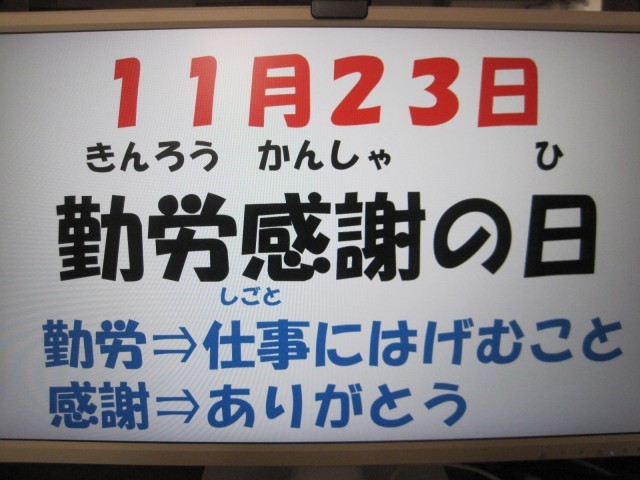 11月23日
きんろう かんしゃ ひ
勤労感謝の日
しごと
勤労⇒仕事にはげむこと
感謝⇒ありがとう